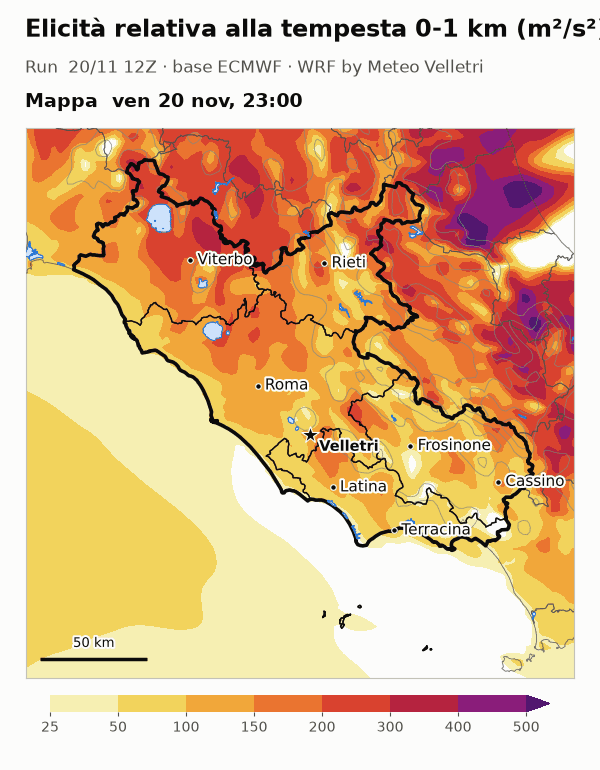 Elicità relativa alla tempesta 0-1 km (m²/s²)
Run  20/11 12Z · base ECMWF · WRF by Meteo Velletri
Mappa  ven 20 nov, 23:00
Viterbo
Rieti
Roma
Velletri
Frosinone
Latina
Cassino
Terracina
50 km
25 50 100 150 200 300 400 500